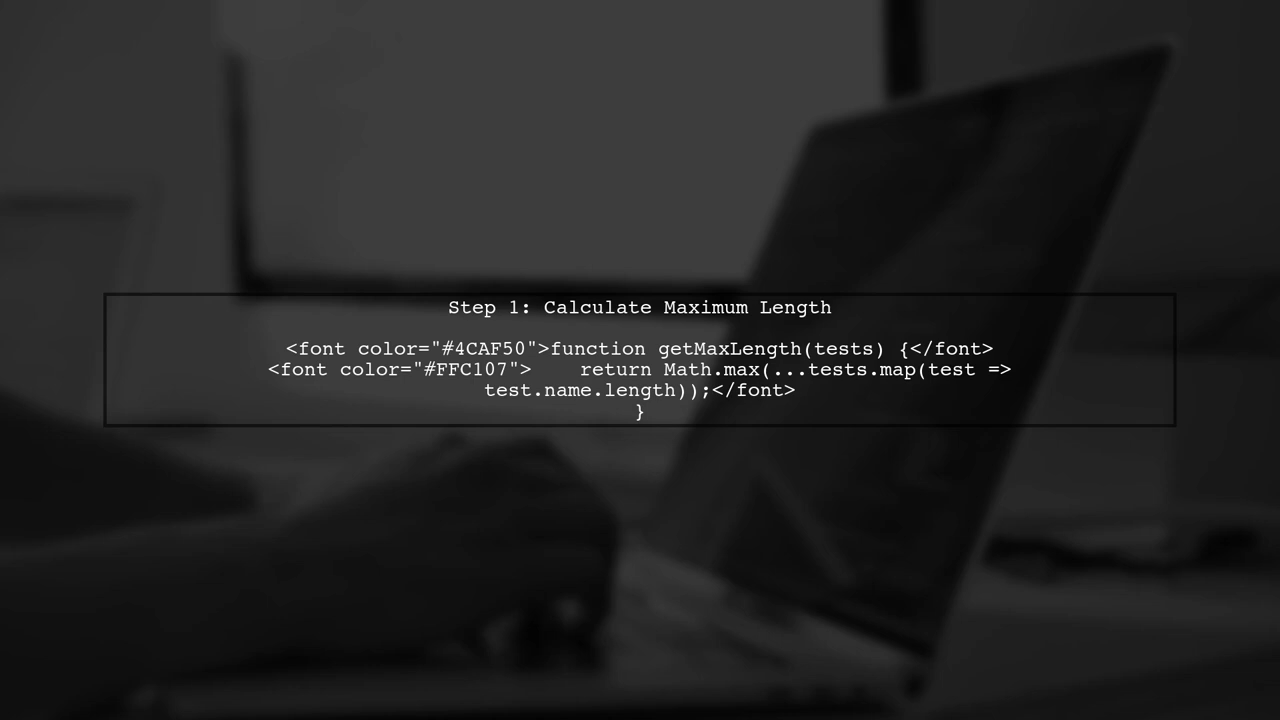 Step 1: Calculate Maximum Length
<font color="#4CAF50">function getMaxLength(tests) {</font>
<font color="#FFC107">    return Math.max(...tests.map(test =>
test.name.length));</font>
}